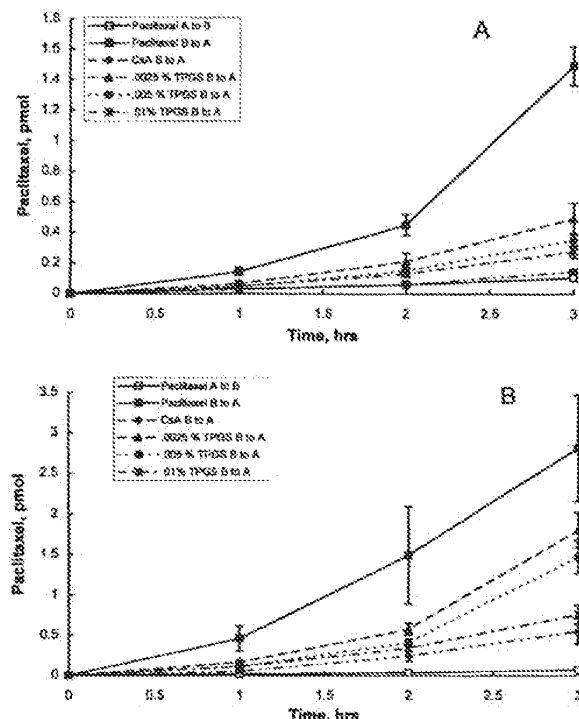 1.8
1.6
1.4
1.2
1.0
0.8
0.6
0.4
0.2
0
Paclitaxel, pmol
Paclitaxel A to B
Paclitaxel B to A
CsA B to A
.0025 % TPGS B to A
.005 % TPGS B to A
.01% TPGS B to A
A
0 0.5 1 1.5 2 2.5 3
Time, hrs
3.5
3
2.5
2
1.5
1
0.5
0
Paclitaxel, pmol
Paclitaxel A to B
Paclitaxel B to A
CsA B to A
.0025 % TPGS B to A
.005 % TPGS B to A
.01% TPGS B to A
B
0 0.5 1 1.5 2 2.5 3
Time, hrs